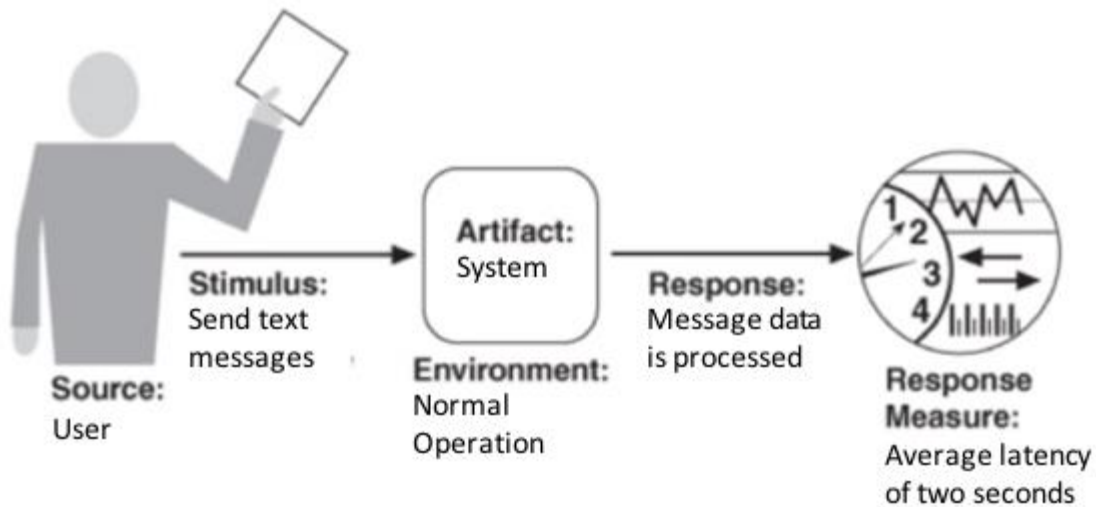 Source:
User
Stimulus:
Send text
messages
Artifact:
System
Environment:
Normal
Operation
Response:
Message data
is processed
1
2
3
4
Response
Measure:
Average latency
of two seconds